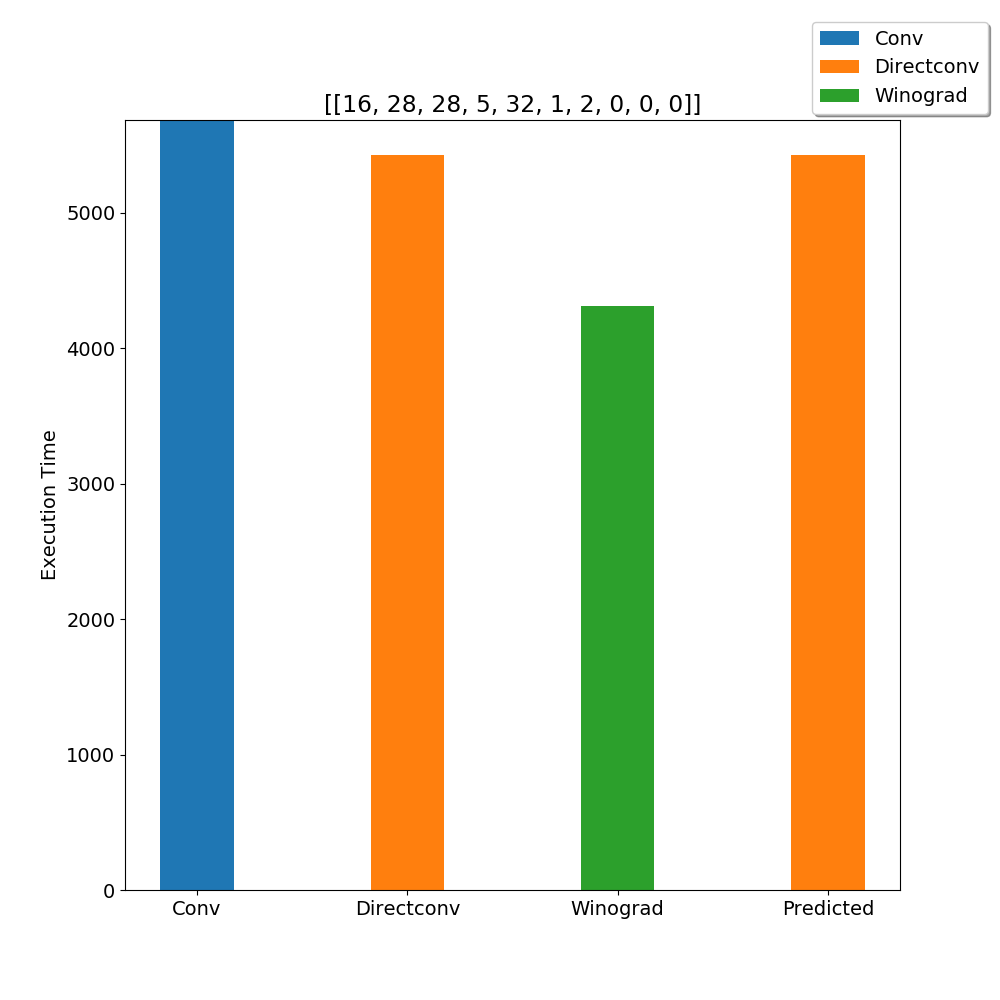 Conv
Directconv
Winograd
[[16, 28, 28, 5, 32, 1, 2, 0, 0, 0]]
5000
4000
3000
2000
1000
0
Execution Time
Conv Directconv Winograd Predicted